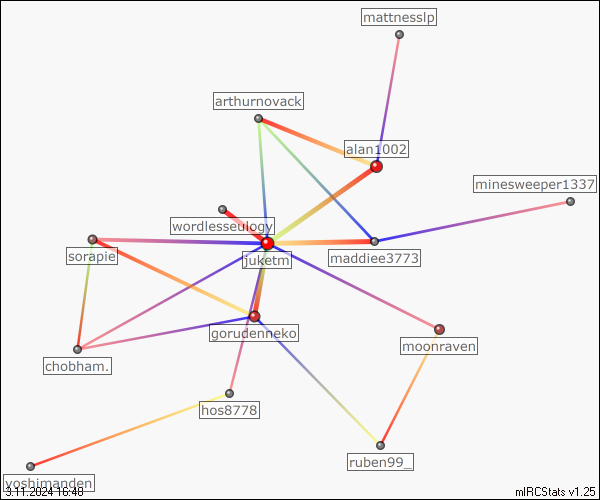 mattnesslp
arthurnovack
alan1002
minesweeper1337
wordlesseulogy
sorapie
juketm
maddiee3773
gorudenneko
moonraven
chobham.
hos8778
ruben99_
yoshimanden
3.11.2024 16:48
mIRCStats v1.25